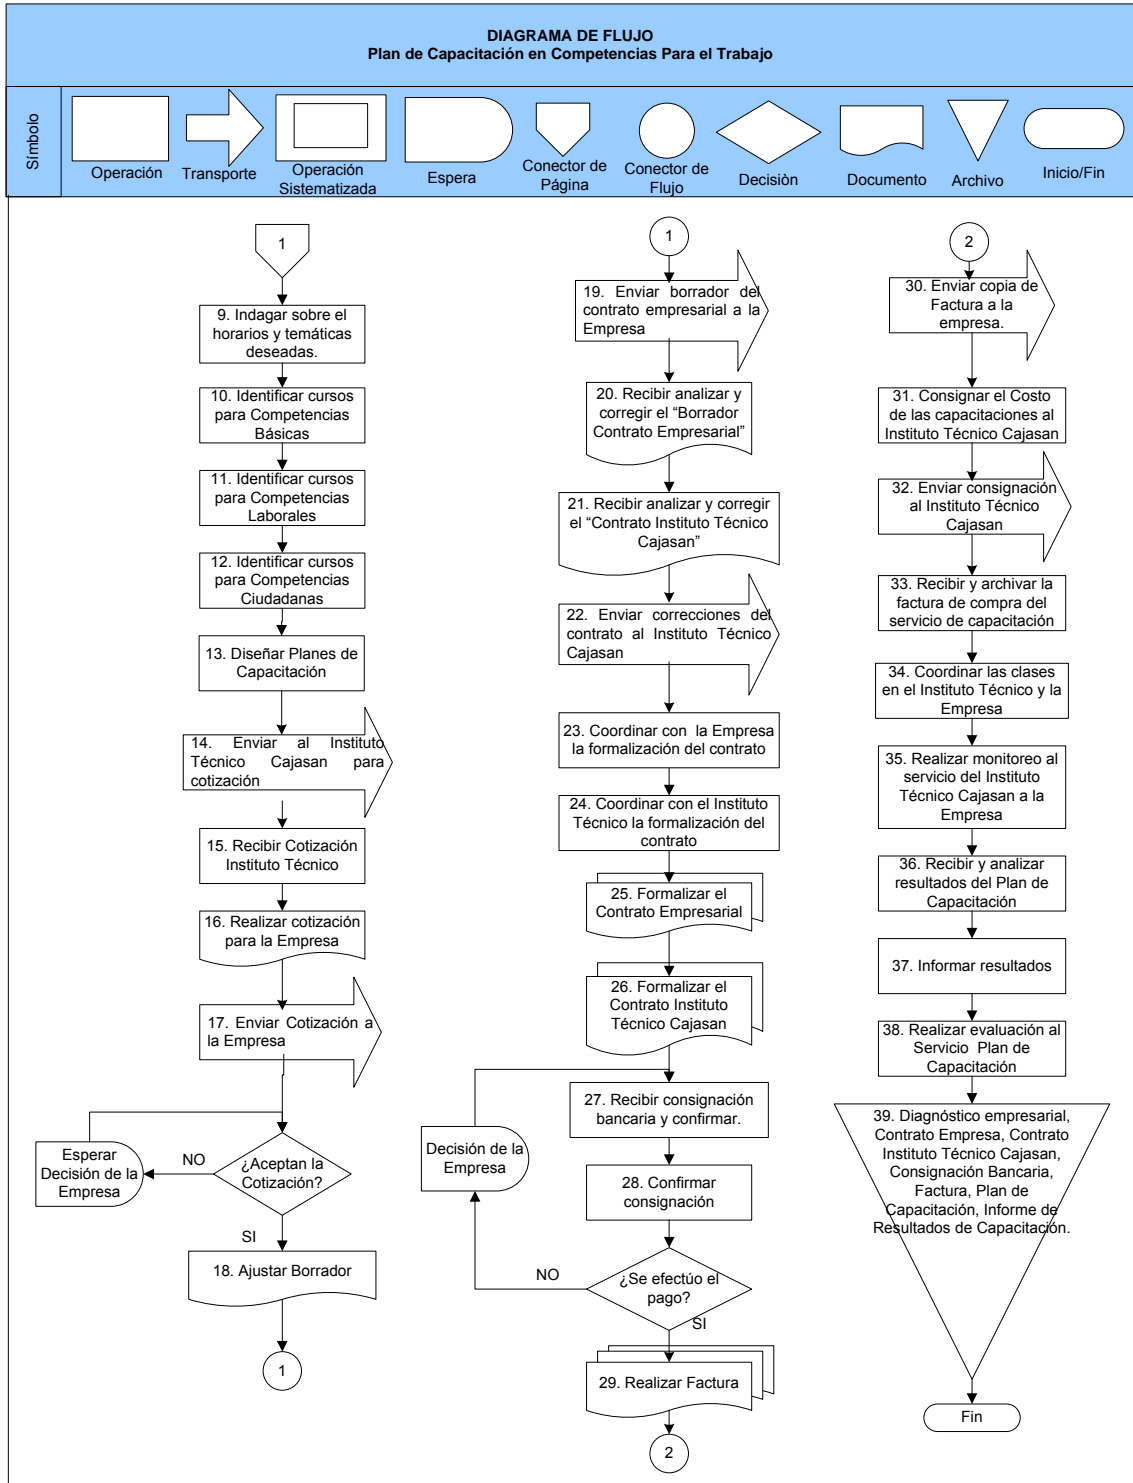 DIAGRAMA DE FLUJO
Plan de Capacitación en Competencias Para el Trabajo
Símbolo
Operación
Transporte
Operación
Sistematizada
Espera
Conector de
Página
Conector de
Flujo
Decisiòn
Documento
Archivo
Inicio/Fin
1
9. Indagar sobre el
horarios y temáticas
deseadas.
10. Identificar cursos
para Competencias
Básicas
11. Identificar cursos
para Competencias
Laborales
12. Identificar cursos
para Competencias
Ciudadanas
13. Diseñar Planes de
Capacitación
14. Enviar al Instituto
Técnico Cajasan para
cotización
15. Recibir Cotización
Instituto Técnico
16. Realizar cotización
para la Empresa
17. Enviar Cotización a
la Empresa
Esperar
Decisión de la
Empresa
NO
¿Aceptan la
Cotización?
SI
18. Ajustar Borrador
1
1
19. Enviar borrador del
contrato empresarial a la
Empresa
20. Recibir analizar y
corregir el “Borrador
Contrato Empresarial”
21. Recibir analizar y corregir
el “Contrato Instituto Técnico
Cajasan”
22. Enviar correcciones del
contrato al Instituto Técnico
Cajasan
23. Coordinar con la Empresa
la formalización del contrato
24. Coordinar con el Instituto
Técnico la formalización del
contrato
25. Formalizar el
Contrato Empresarial
26. Formalizar el
Contrato Instituto
Técnico Cajasan
27. Recibir consignación
bancaria y confirmar.
Decisión de la
Empresa
28. Confirmar
consignación
NO
¿Se efectúo el
pago?
SI
29. Realizar Factura
2
2
30. Enviar copia de
Factura a la
empresa.
31. Consignar el Costo
de las capacitaciones al
Instituto Técnico Cajasan
32. Enviar consignación
al Instituto Técnico
Cajasan
33. Recibir y archivar la
factura de compra del
servicio de capacitación
34. Coordinar las clases
en el Instituto Técnico y la
Empresa
35. Realizar monitoreo al
servicio del Instituto
Técnico Cajasan a la
Empresa
36. Recibir y analizar
resultados del Plan de
Capacitación
37. Informar resultados
38. Realizar evaluación al
Servicio Plan de
Capacitación
39. Diagnóstico empresarial,
Contrato Empresa, Contrato
Instituto Técnico Cajasan,
Consignación Bancaria,
Factura, Plan de
Capacitación, Informe de
Resultados de Capacitación.
Fin